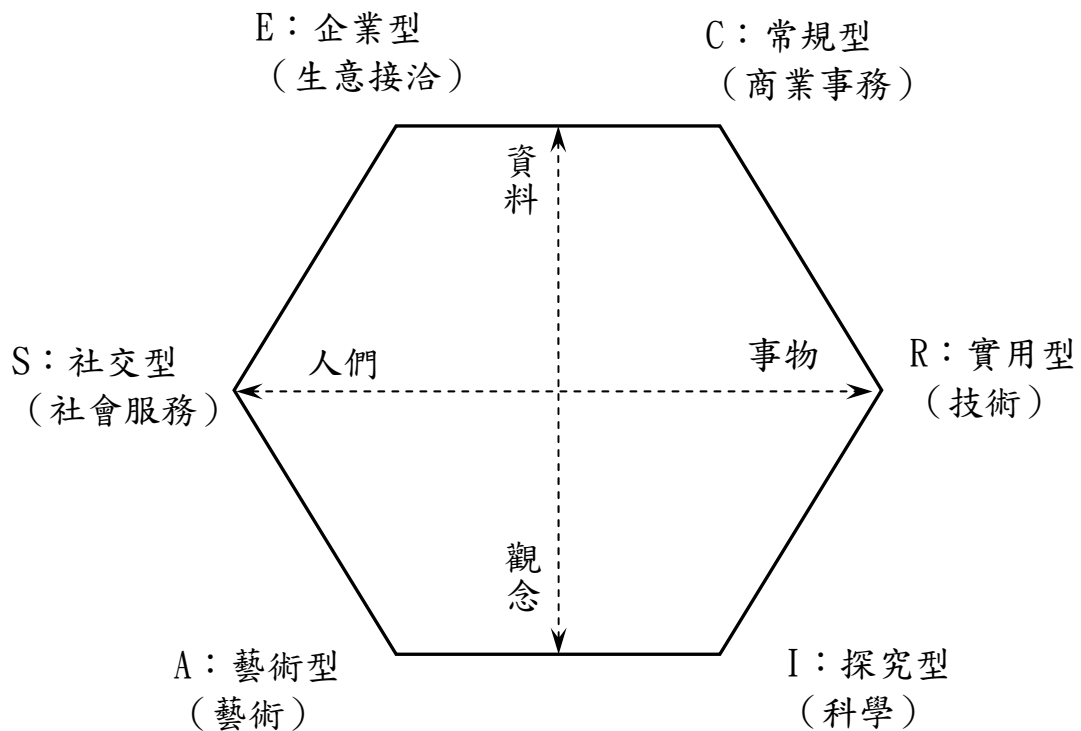 E：企業型
（生意接洽）
C：常規型
（商業事務）
資料
S：社交型
（社會服務）
人們
事物
R：實用型
（技術）
觀念
A：藝術型
（藝術）
I：探究型
（科學）